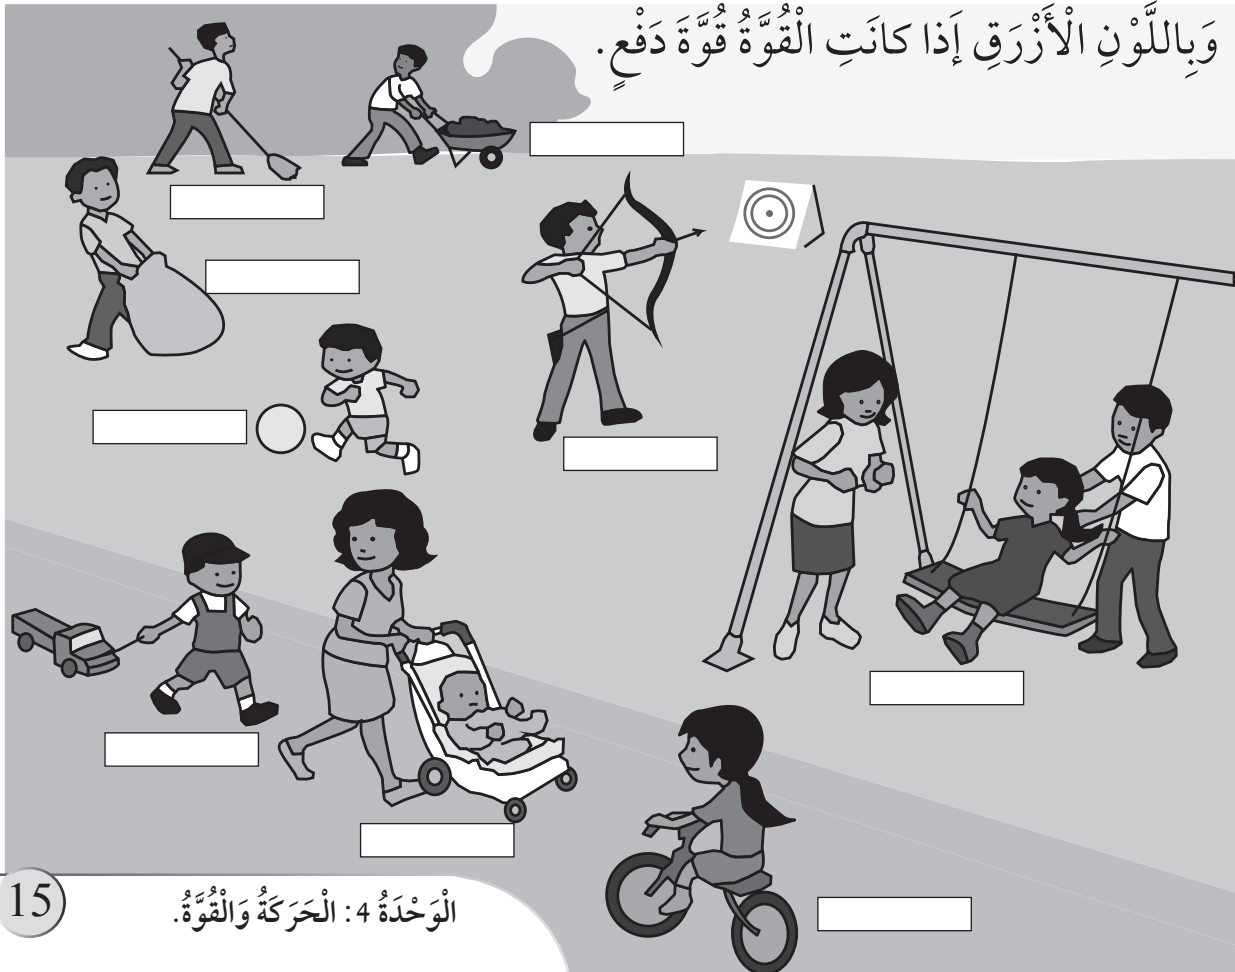 وَبِاللَّوْنِ الْأَزْرَقِ إَذا كانَتِ الْقُوَّةُ قُوَّةَ دَفْعٍ.
الْوَحْدَةُ 4: الْحَرَكَةُ وَالْقُوَّةُ.
15